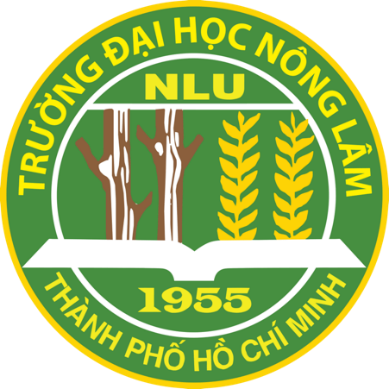 TRƯỜNG ĐẠI HỌC NÔNG LÂM
NLU
1955
THÀNH PHỐ HỒ CHÍ MINH